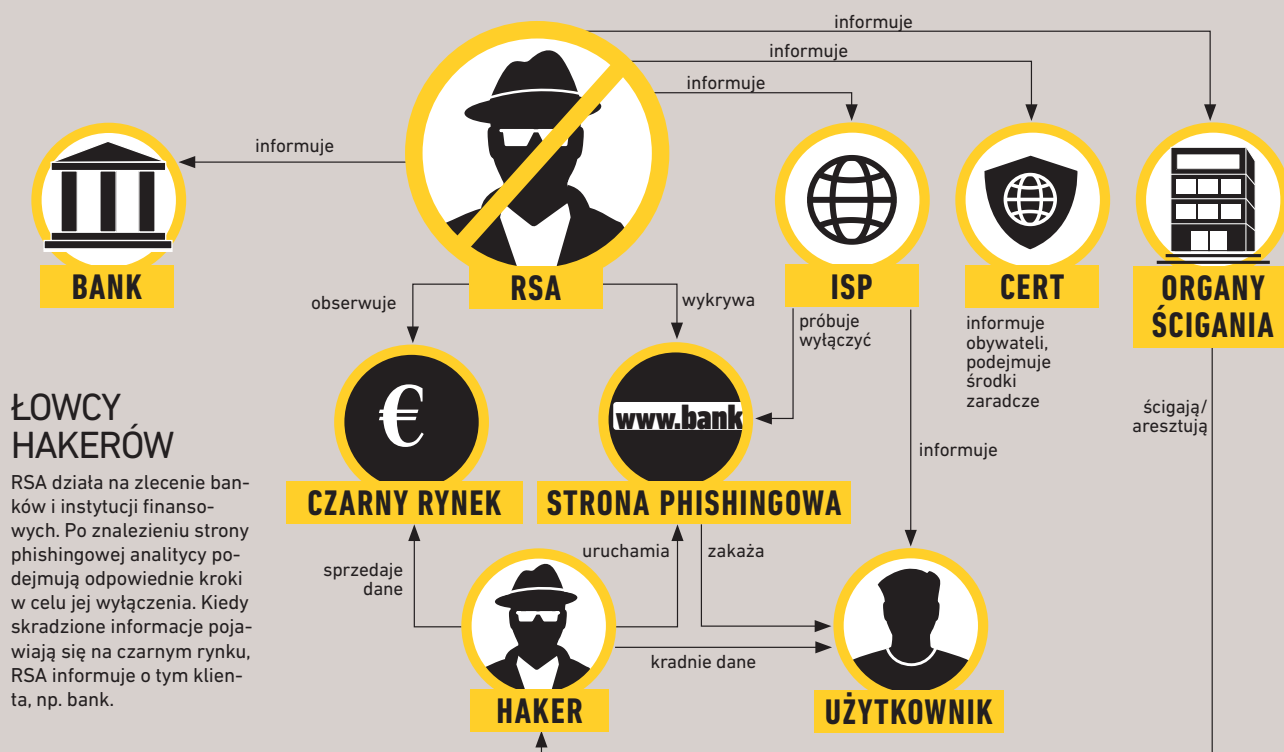 informuje
informuje
informuje
informuje
BANK
RSA
ISP
CERT
ORGANY
ŚCIGANIA
obserwuje
wykrywa
próbuje
wyłączyć
informuje
obywateli,
podejmuje
środki
zaradcze
€
www.bank
ścigają/
aresztują
informuje
ŁOWCY
HAKERÓW
RSA działa na zlecenie ban-
ków i instytucji finanso-
wych. Po znalezieniu strony
phishingowej analitycy po-
dejmują odpowiednie kroki
w celu jej wyłączenia. Kiedy
skradzione informacje poja-
wiają się na czarnym rynku,
RSA informuje o tym klien-
ta, np. bank.
CZARNY RYNEK
STRONA PHISHINGOWA
sprzedaje
dane
uruchamia
zakaża
kradnie dane
HAKER
UŻYTKOWNIK